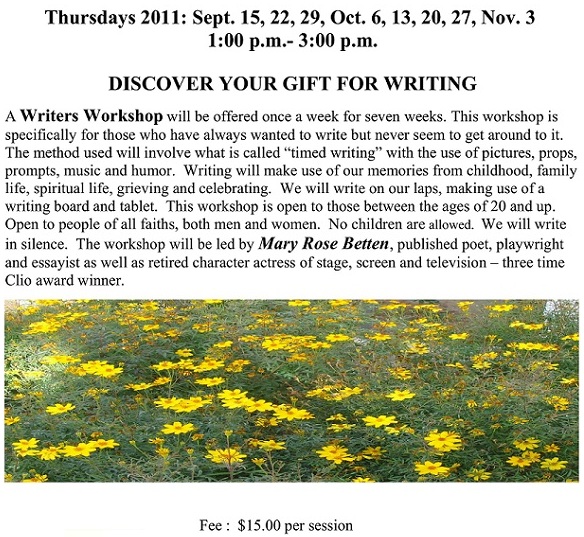 Thursdays 2011: Sept. 15, 22, 29, Oct. 6, 13, 20, 27, Nov. 3
1:00 p.m.- 3:00 p.m.
DISCOVER YOUR GIFT FOR WRITING
A Writers Workshop will be offered once a week for seven weeks. This workshop is
specifically for those who have always wanted to write but never seem to get around to it.
The method used will involve what is called “timed writing” with the use of pictures, props,
prompts, music and humor.  Writing will make use of our memories from childhood, family
life, spiritual life, grieving and celebrating.  We will write on our laps, making use of a
writing board and tablet.  This workshop is open to those between the ages of 20 and up.
Open to people of all faiths, both men and women.  No children are allowed.  We will write
in silence.  The workshop will be led by Mary Rose Betten, published poet, playwright
and essayist as well as retired character actress of stage, screen and television – three time
Clio award winner.
Fee :  $15.00 per session